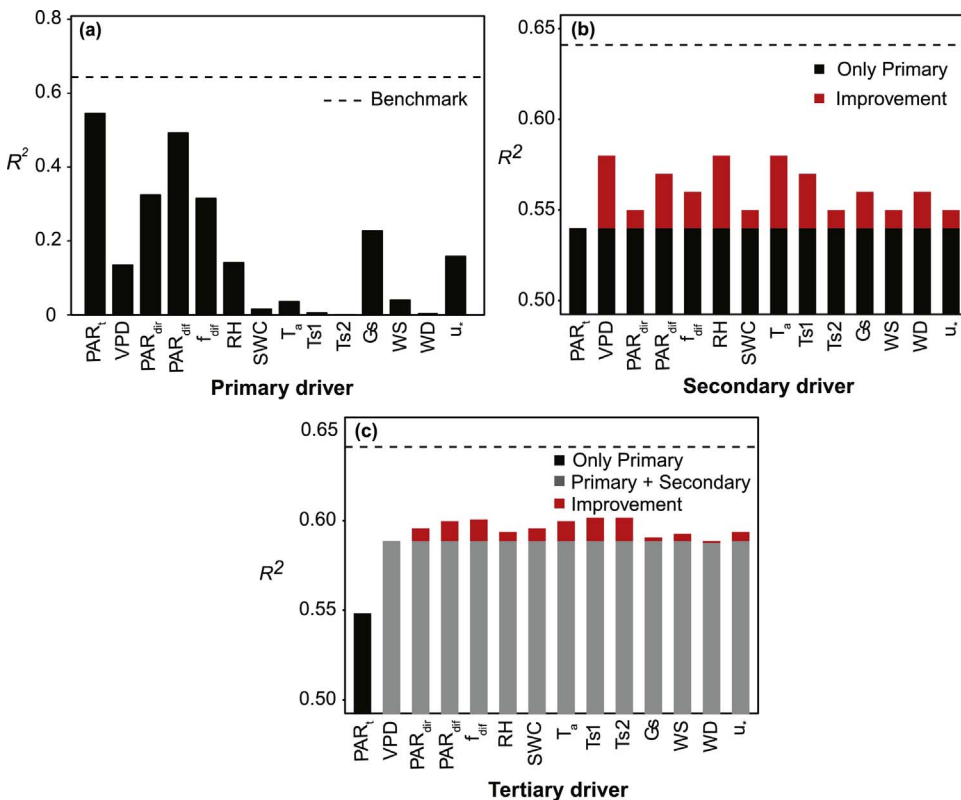 (a)
0.8
0.6
0.4
0.2
0
R²
Benchmark
PARt
VPD
PARdir
PARdif
fdif
RH
SWC
Ta
Ts1
Ts2
Gs
WS
WD
u*
Primary driver
(b)
0.65
0.60
0.55
0.50
R²
Only Primary
Improvement
PARt
VPD
PARdir
PARdif
fdif
RH
SWC
Ta
Ts1
Ts2
Gs
WS
WD
u*
Secondary driver
(c)
0.65
0.60
0.55
0.50
R²
Only Primary
Primary + Secondary
Improvement
PARt
VPD
PARdir
PARdif
fdif
RH
SWC
Ta
Ts1
Ts2
Gs
WS
WD
u*
Tertiary driver